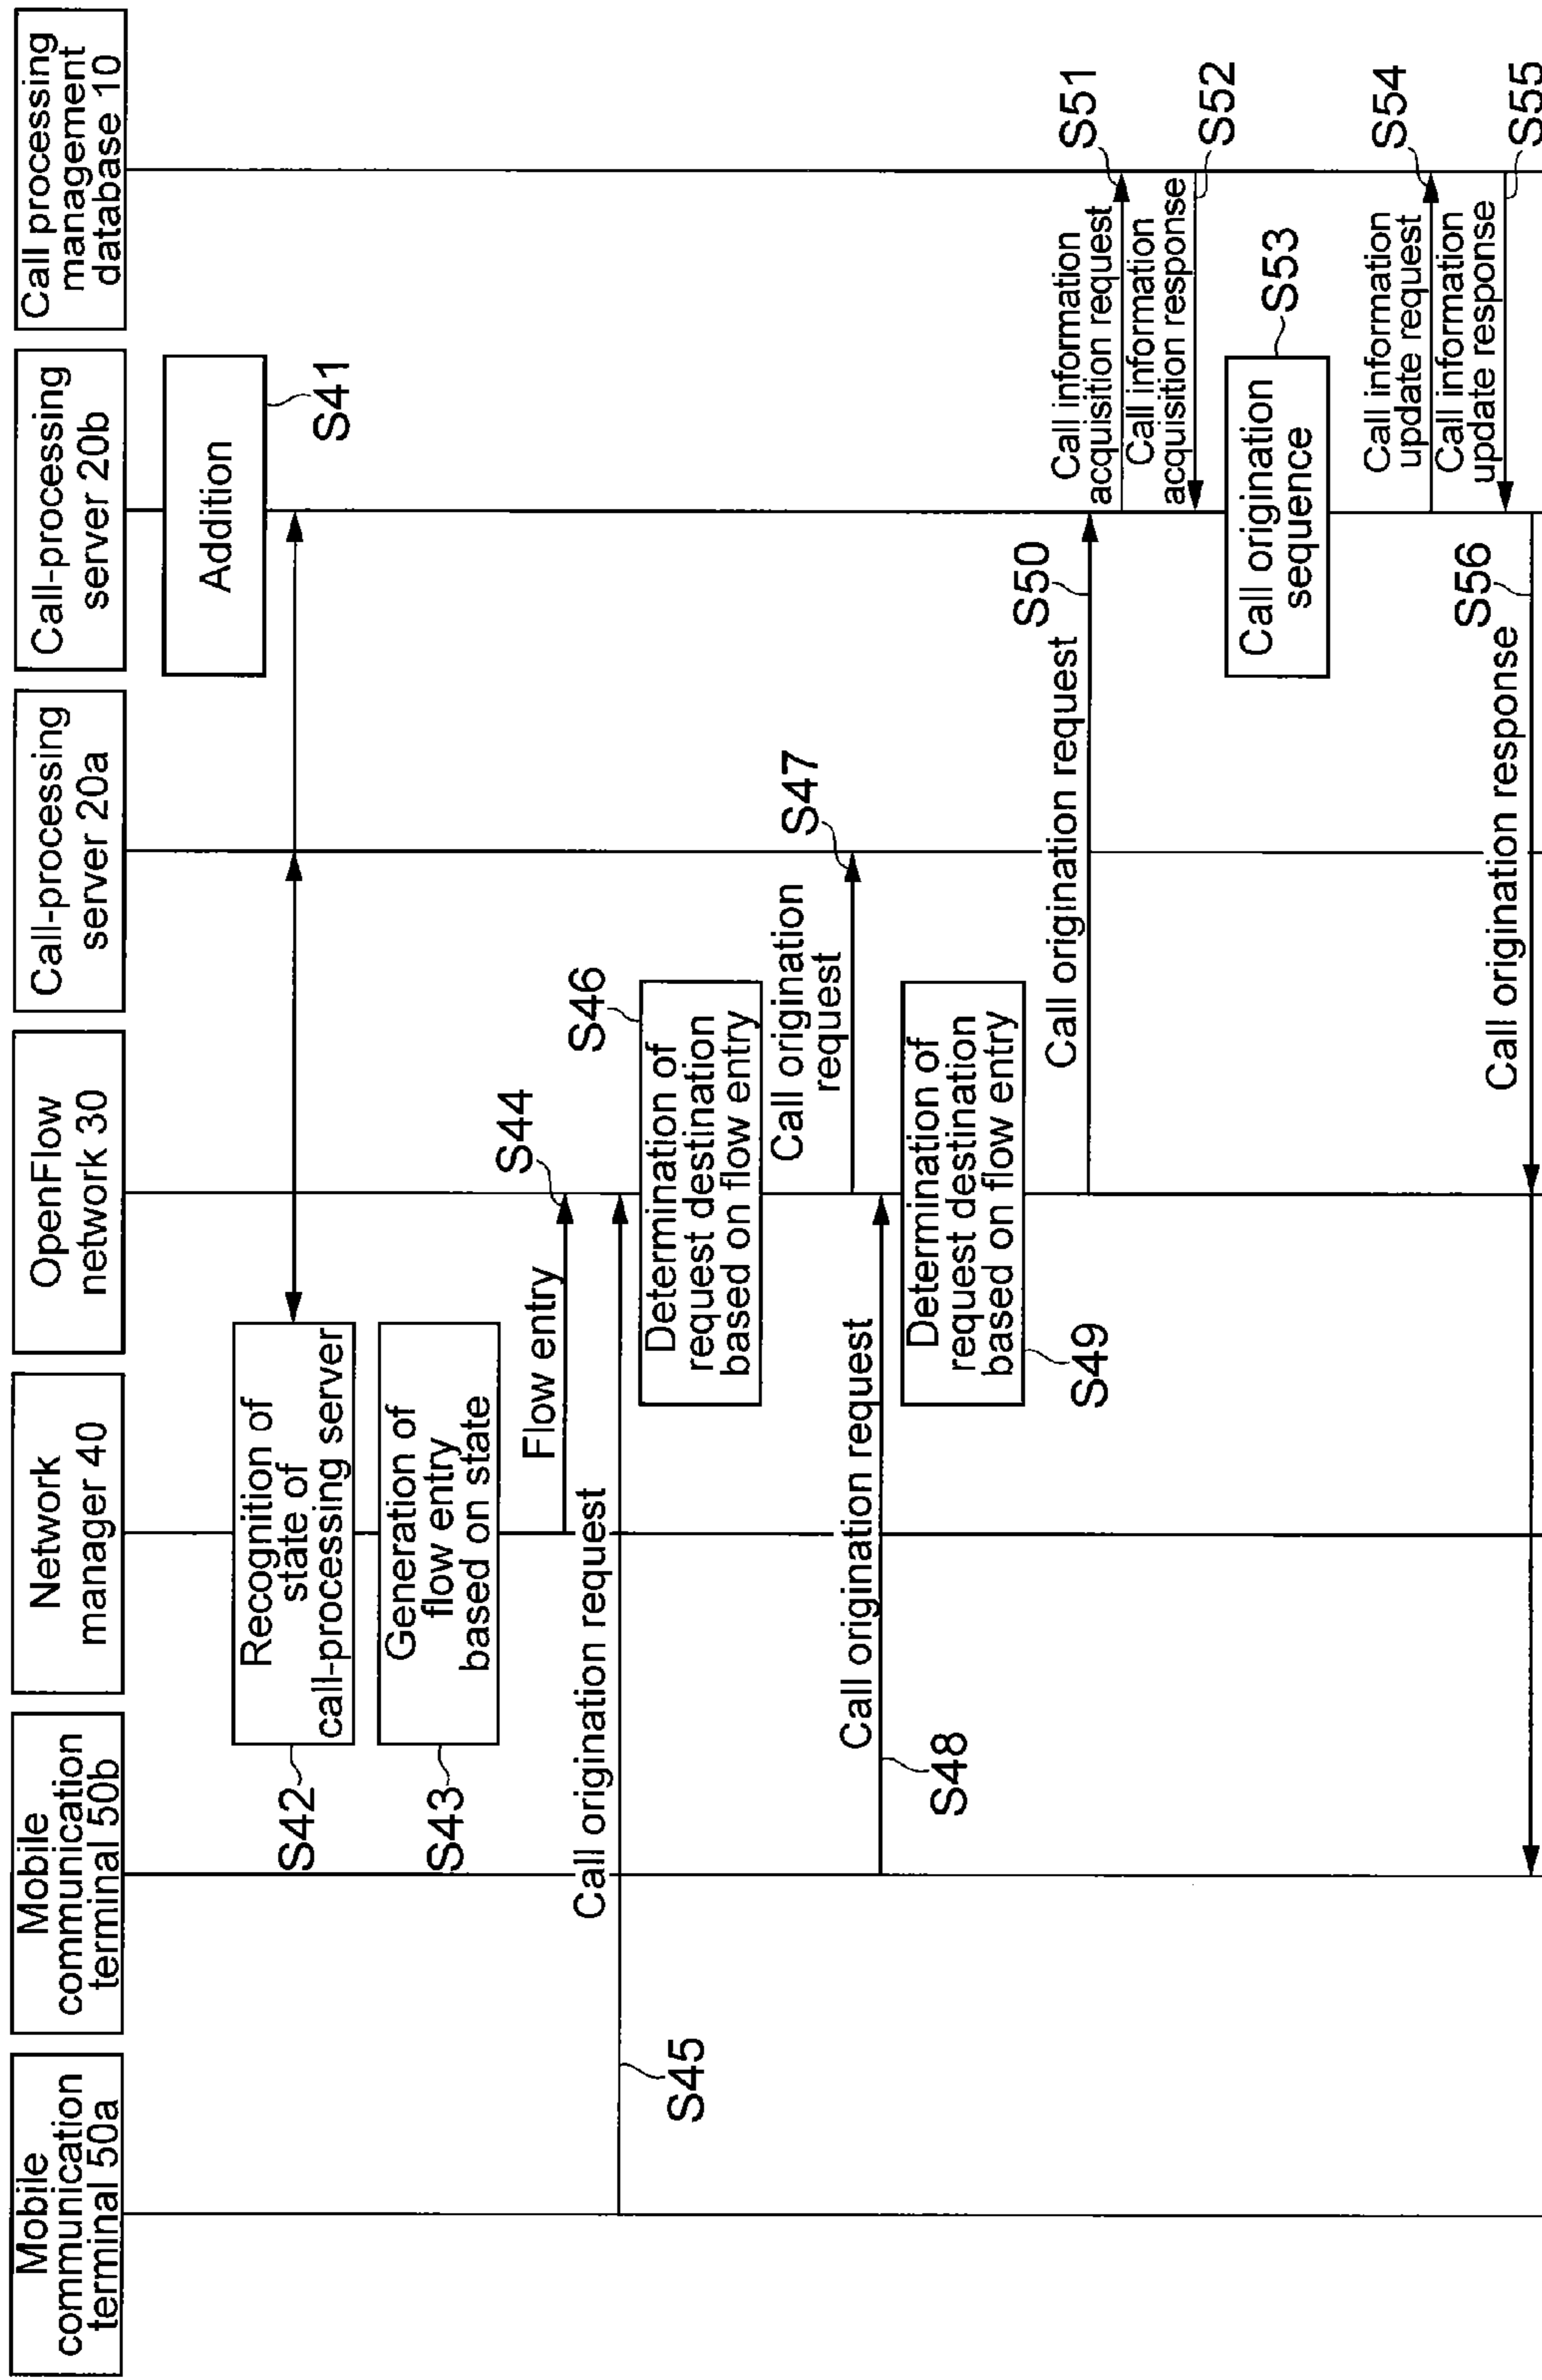 Mobile
communication
terminal 50a
Mobile
communication
terminal 50b
Network
manager 40
OpenFlow
network 30
Call-processing
server 20a
Call-processing
server 20b
Call processing
management
database 10
Addition
S41
Recognition of
state of
call-processing server
S42
Generation of
flow entry
based on state
S43
Flow entry
S44
Call origination request
S45
Determination of
request destination
based on flow entry
S46
Call origination
request
S47
Call origination request
S48
Determination of
request destination
based on flow entry
S49
Call origination request
S50
Call information
acquisition request
S51
Call information
acquisition response
S52
Call origination
sequence
S53
Call information
update request
S54
Call information
update response
S55
Call origination response
S56